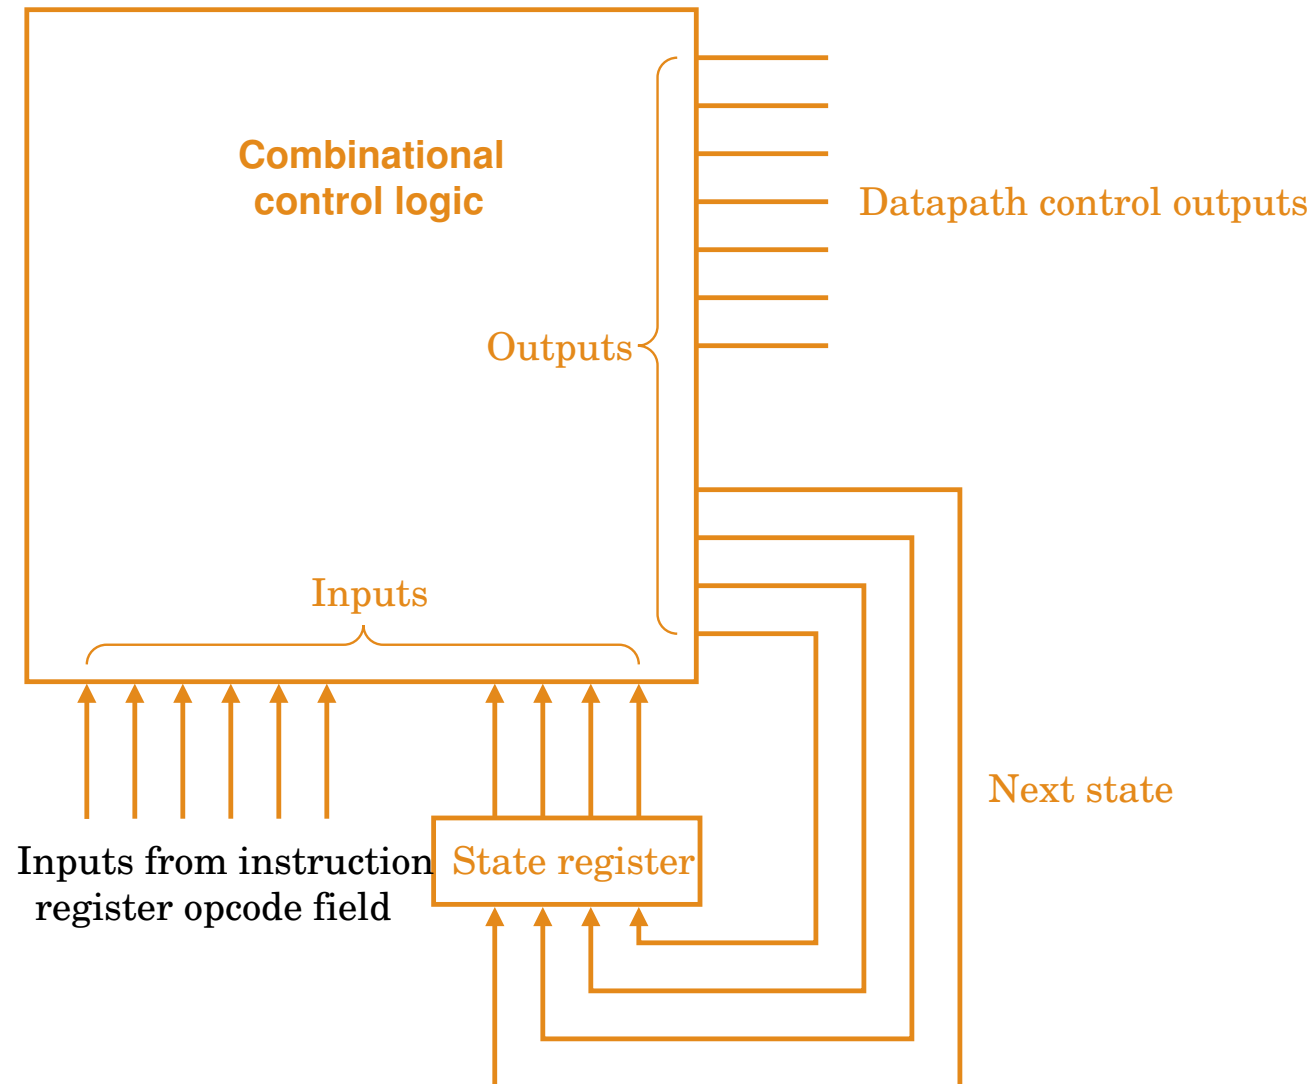 Combinational
control logic
Datapath control outputs
Outputs
Inputs
Next state
Inputs from instruction
register opcode field
State register